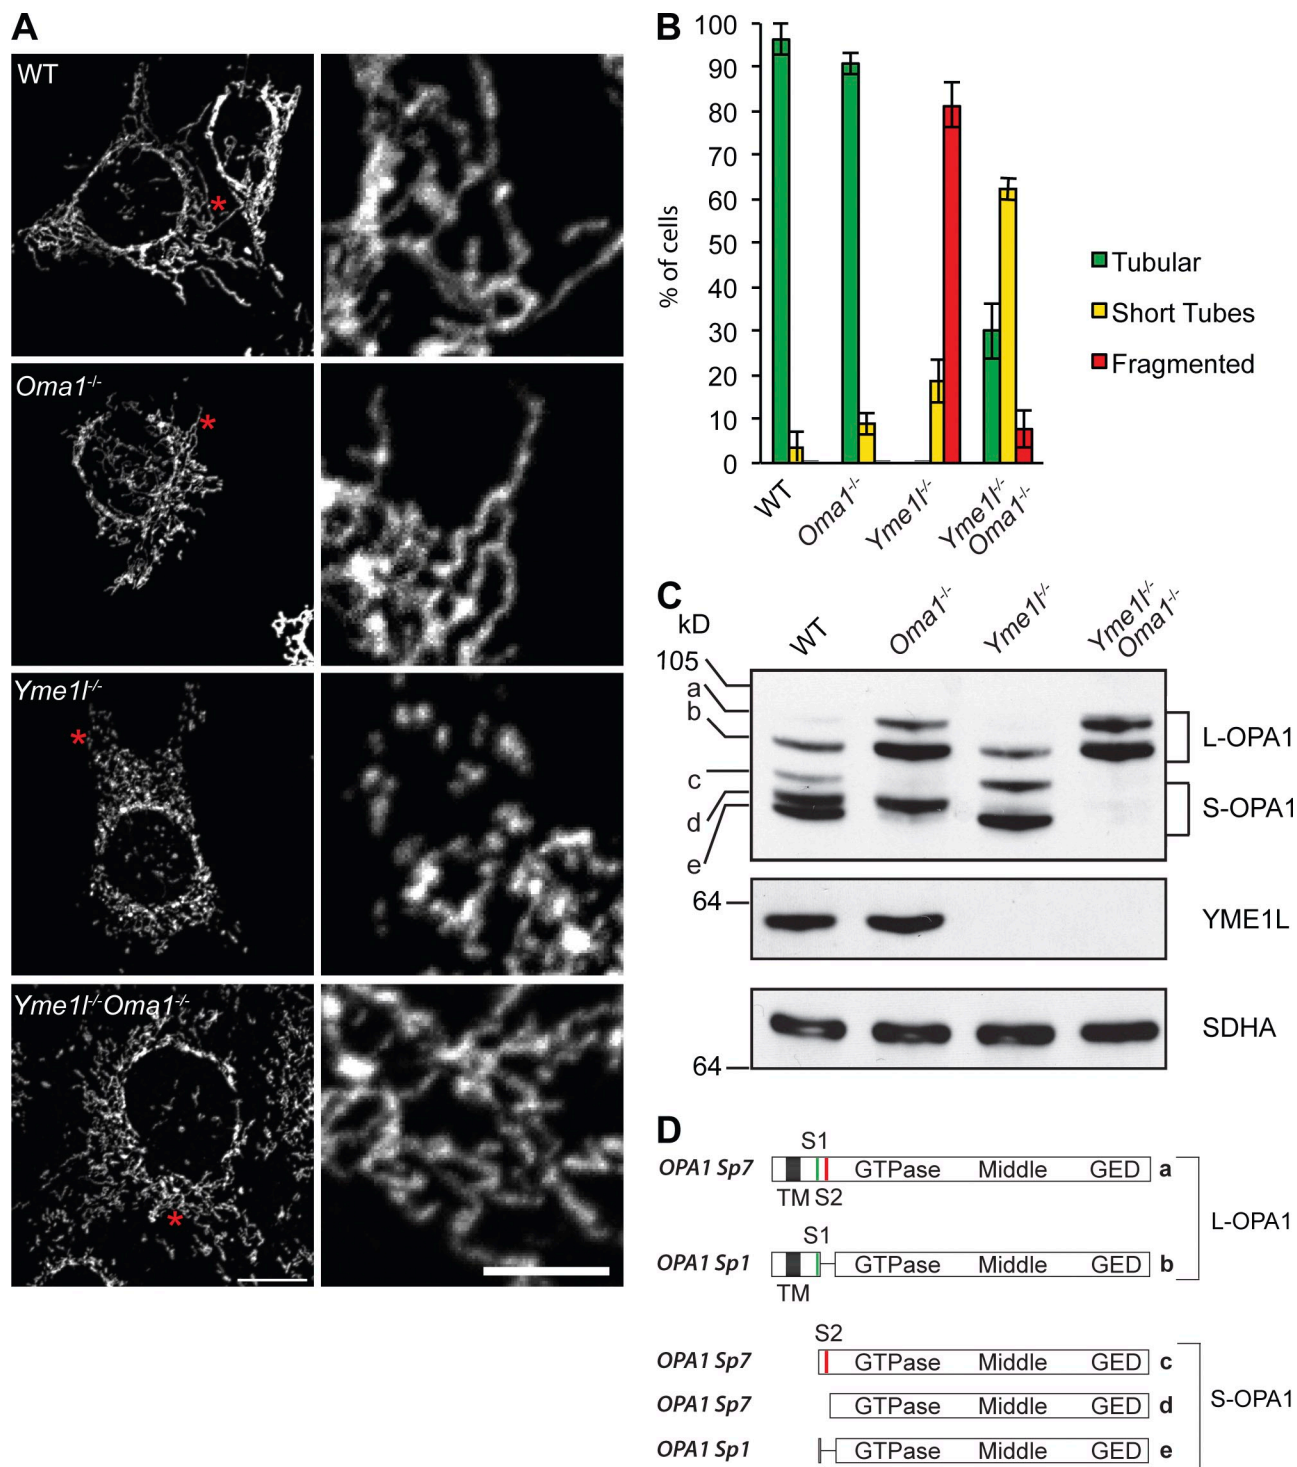 A
WT
Oma1-/-
Yme1l-/-
Yme1l-/-Oma1-/-
B
100
90
80
70
60
50
40
30
20
10
0
% of cells
WT
Oma1-/-
Yme1l-/-
Yme1l-/-
Oma1-/-
Tubular
Short Tubes
Fragmented
C
kD
WT
Oma1-/-
Yme1l-/-
Yme1l-/-
Oma1-/-
105
a
b
c
d
e
L-OPA1
S-OPA1
64
YME1L
SDHA
64
D
S1
OPA1 Sp7 GTPase Middle GED a
TM S2
L-OPA1
S1
OPA1 Sp1 GTPase Middle GED b
TM
S2
OPA1 Sp7 GTPase Middle GED c
OPA1 Sp7 GTPase Middle GED d
S-OPA1
OPA1 Sp1 GTPase Middle GED e